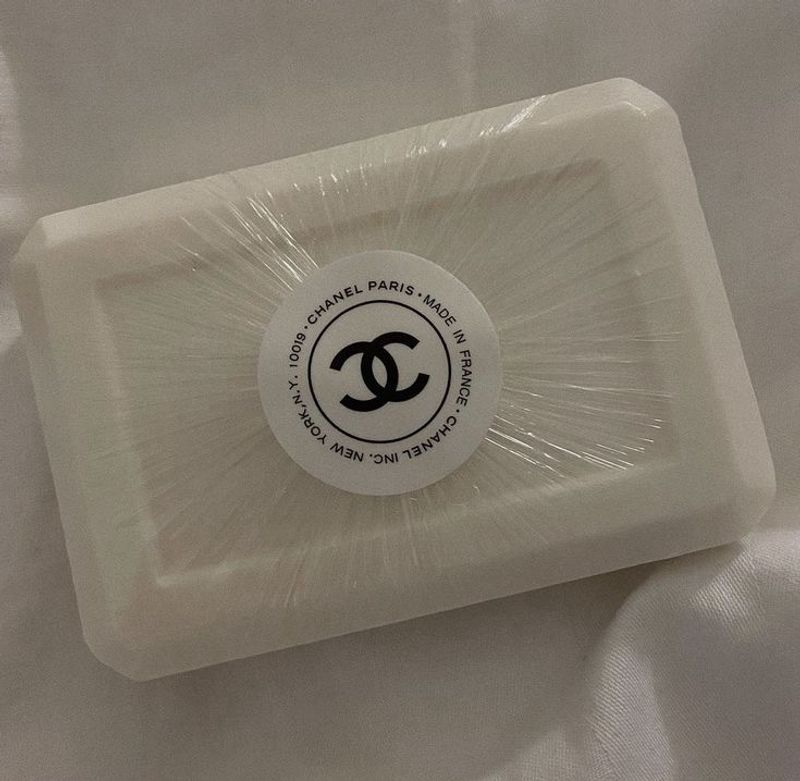 CHANEL PARIS • MADE IN FRANCE • CHANEL INC. NEW YORK, N.Y. 10019 •